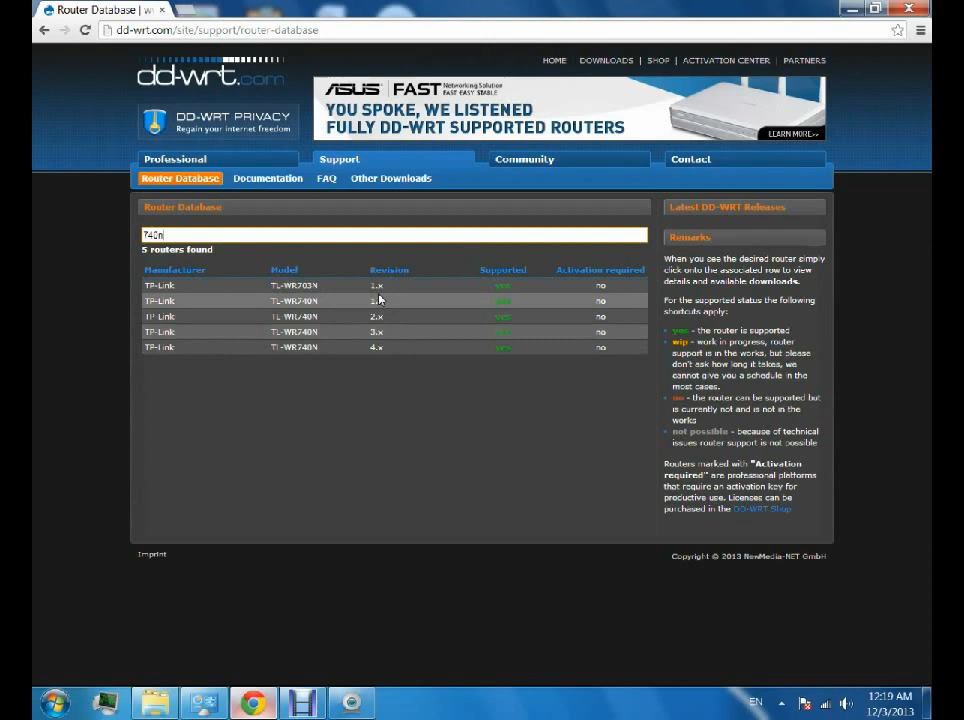 Router Database | w
dd-wrt.com/site/support/router-database
HOME DOWNLOADS | SHOP | ACTIVATION CENTER | PARTNERS
dd-wrt.com
DD-WRT PRIVACY
Regain your internet freedom
ASUS FAST Networking Solution
FAST EASY STABLE
YOU SPOKE, WE LISTENED
FULLY DD-WRT SUPPORTED ROUTERS
LEARN MORE>>
Professional Support Community Contact
Router Database Documentation FAQ Other Downloads
Router Database
740n
5 routers found
Manufacturer Model Revision Supported Activation required
TP-Link TL-WR703N 1.x yes no
TP-Link TL-WR740N 1.x yes no
TP-Link TL-WR740N 2.x yes no
TP-Link TL-WR740N 3.x yes no
TP-Link TL-WR740N 4.x yes no
Latest DD-WRT Releases
Remarks
When you see the desired router simply
click onto the associated row to view
details and available downloads.
For the supported status the following
shortcuts apply:
yes - the router is supported
wip - work in progress, router
support is in the works, but please
don't ask how long it takes, we
cannot give you a schedule in the
most cases.
no - the router can be supported but
is currently not and is not in the
works
not possible - because of technical
issues router support is not possible
Routers marked with "Activation
required" are professional platforms
that require an activation key for
productive use. Licenses can be
purchased in the DD-WRT Shop
Imprint
Copyright © 2013 NewMedia-NET GmbH
EN
12:19 AM
12/3/2013